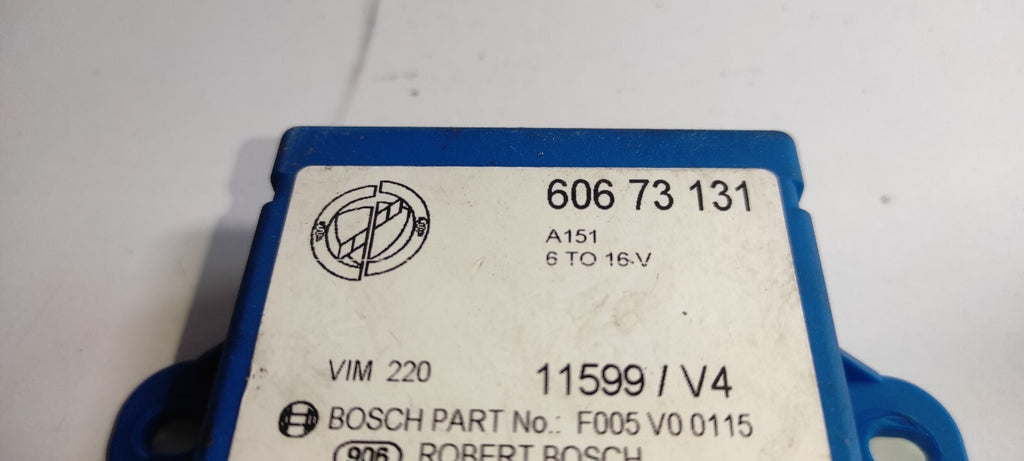 606 73 131
A151
6 TO 16 V
VIM 220
11599 / V4
BOSCH PART No.: F005 V0 0115
906 ROBERT BOSCH